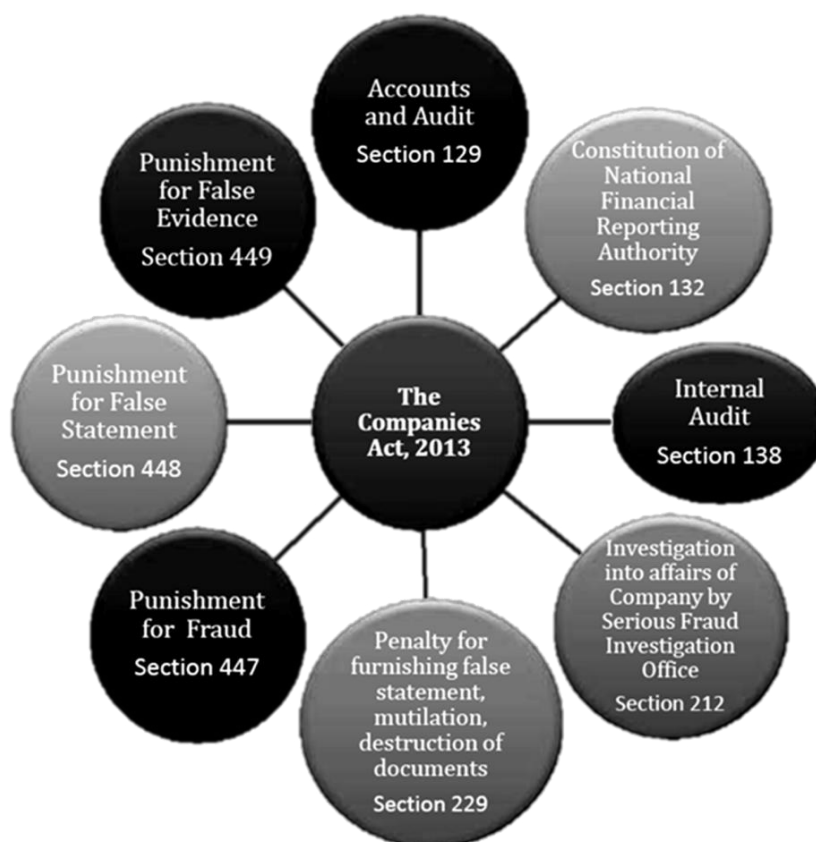 Accounts
and Audit
Section 129
Constitution of
National
Financial
Reporting
Authority
Section 132
Internal
Audit
Section 138
Investigation
into affairs of
Company by
Serious Fraud
Investigation
Office
Section 212
Penalty for
furnishing false
statement,
mutilation,
destruction of
documents
Section 229
Punishment
for Fraud
Section 447
Punishment
for False
Statement
Section 448
Punishment
for False
Evidence
Section 449
The
Companies
Act, 2013